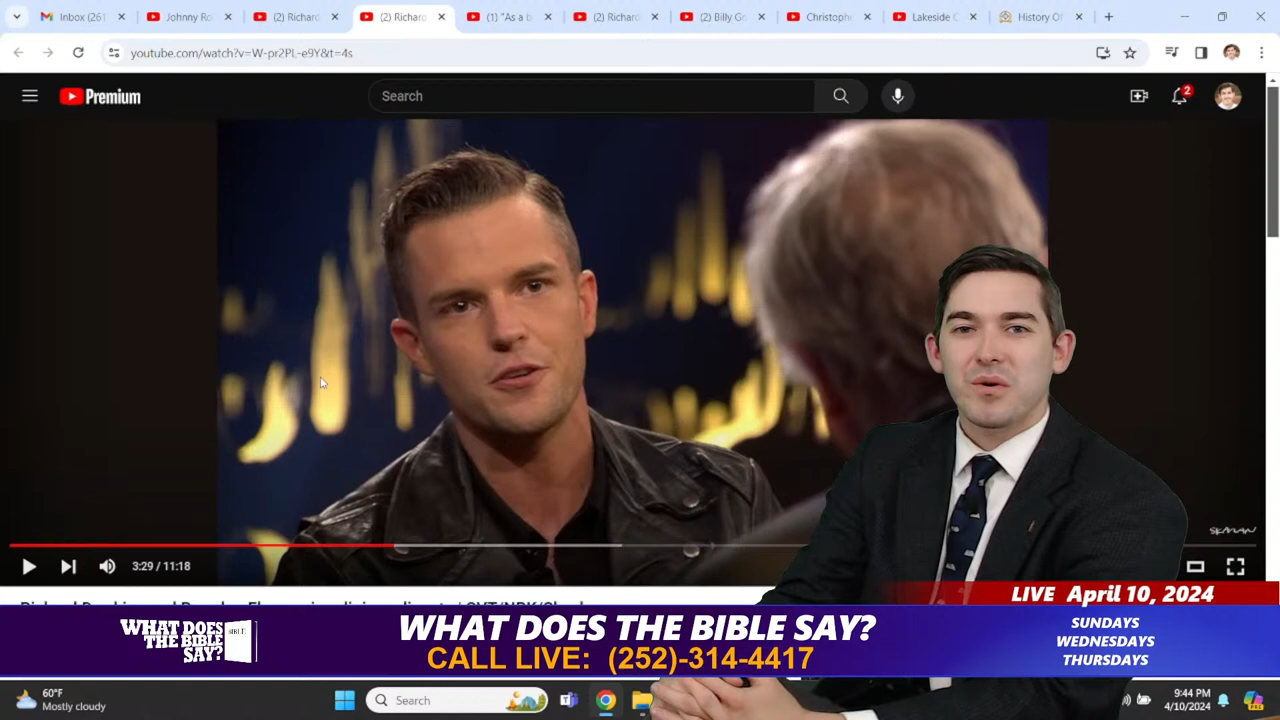 Inbox (261
Johnny Ro
(2) Richard
(2) Richard
(1) "As a b
(2) Richard
(2) Billy Gr
Christophe
Lakeside C
History Of
youtube.com/watch?v=W-pr2PL-e9Y&t=4s
Premium
Search
2
SKAVLAN
3:29 / 11:18
LIVE April 10, 2024
WHAT DOES
THE BIBLE
SAY?
BIBLE
WHAT DOES THE BIBLE SAY?
CALL LIVE: (252)-314-4417
SUNDAYS
WEDNESDAYS
THURSDAYS
60°F
Mostly cloudy
Search
9:44 PM
4/10/2024